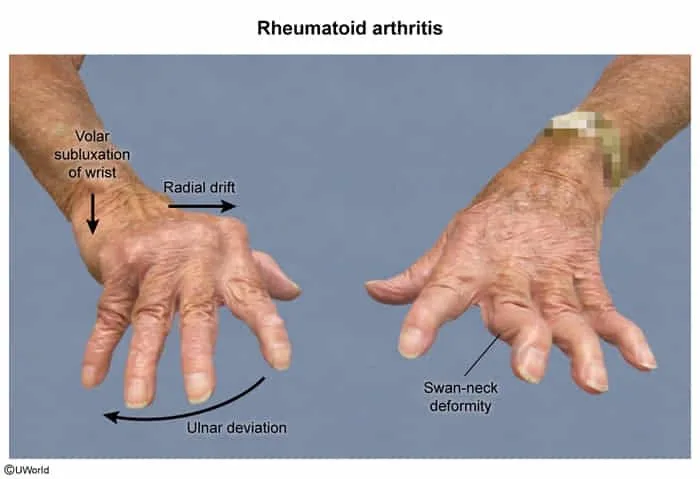 Rheumatoid arthritis
Volar
subluxation
of wrist
Radial drift
Swan-neck
deformity
Ulnar deviation
©UWorld